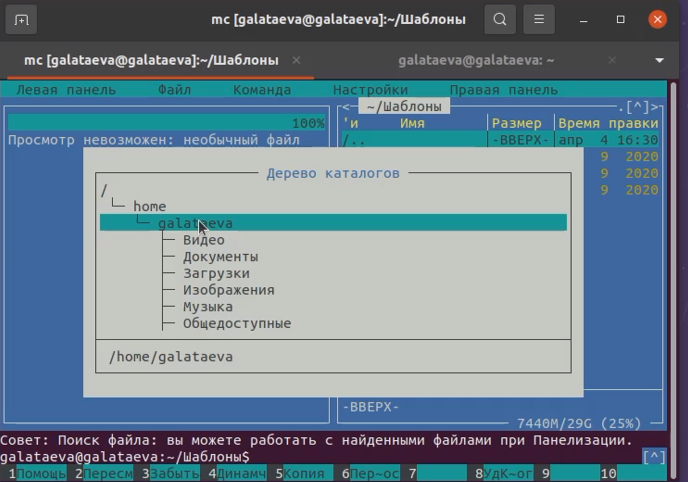 mc [galataeva@galataeva]:~/Шаблоны
mc [galataeva@galataeva]:~/Шаблоны × galataeva@galataeva: ~ ×
Левая панель Файл Команда Настройки Правая панель
<─ ~/Шаблоны .[^]>
100% 'и Имя Размер Время правки
Просмотр невозможен: необычный файл /.. -ВВЕРХ- апр 4 16:30
9 2020
Дерево каталогов 9 2020
/ 9 2020
home
galataeva
Видео
Документы
Загрузки
Изображения
Музыка
Общедоступные
/home/galataeva
-ВВЕРХ-
7440M/29G (25%)
Совет: Поиск файла: вы можете работать с найденными файлами при Панелизации.
galataeva@galataeva:~/Шаблоны$ [^]
1Помощь 2Пересм 3Забыть 4Динамч 5Копия 6Пер~ос 7 8УдК~ог 9 10